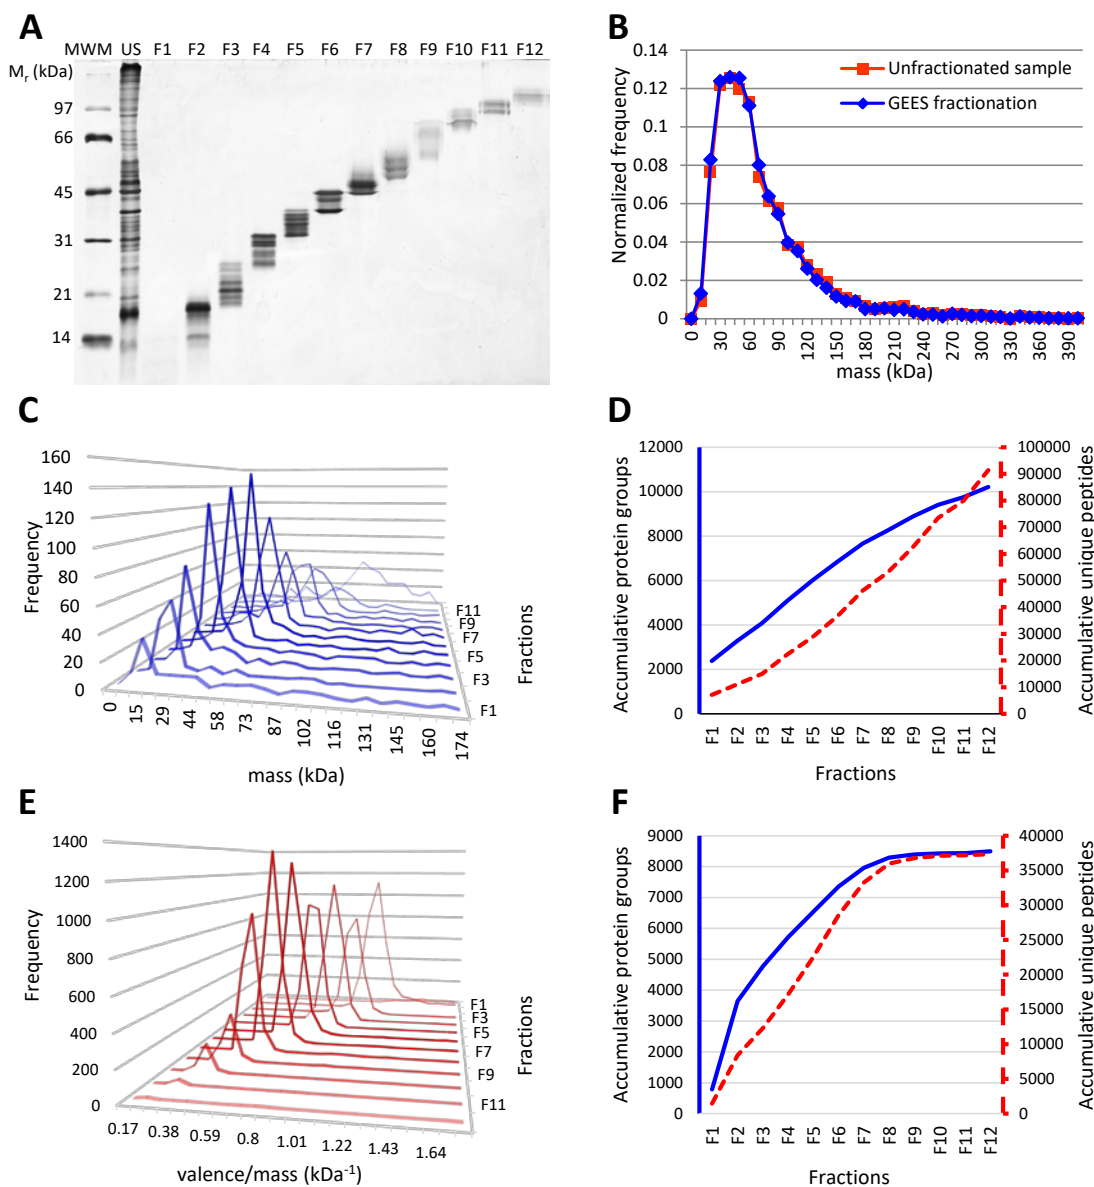 A
MWM US F1 F2 F3 F4 F5 F6 F7 F8 F9 F10 F11 F12
Mr (kDa)
97
66
45
31
21
14
B
Normalized frequency
0.14
0.12
0.1
0.08
0.06
0.04
0.02
0
Unfractionated sample
GEES fractionation
0 30 60 90 120 150 180 210 240 270 300 330 360 390
mass (kDa)
C
Frequency
160
140
120
100
80
60
40
20
0
0 15 29 44 58 73 87 102 116 131 145 160 174
mass (kDa)
F11
F9
F7
F5
F3
F1
Fractions
D
Accumulative protein groups
12000
10000
8000
6000
4000
2000
0
100000
90000
80000
70000
60000
50000
40000
30000
20000
10000
0
Accumulative unique peptides
F1 F2 F3 F4 F5 F6 F7 F8 F9 F10 F11 F12
Fractions
E
Frequency
1400
1200
1000
800
600
400
200
0
0.17 0.38 0.59 0.8 1.01 1.22 1.43 1.64
valence/mass (kDa-1)
F1
F3
F5
F7
F9
F11
Fractions
F
Accumulative protein groups
9000
8000
7000
6000
5000
4000
3000
2000
1000
0
40000
35000
30000
25000
20000
15000
10000
5000
0
Accumulative unique peptides
F1 F2 F3 F4 F5 F6 F7 F8 F9 F10 F11 F12
Fractions